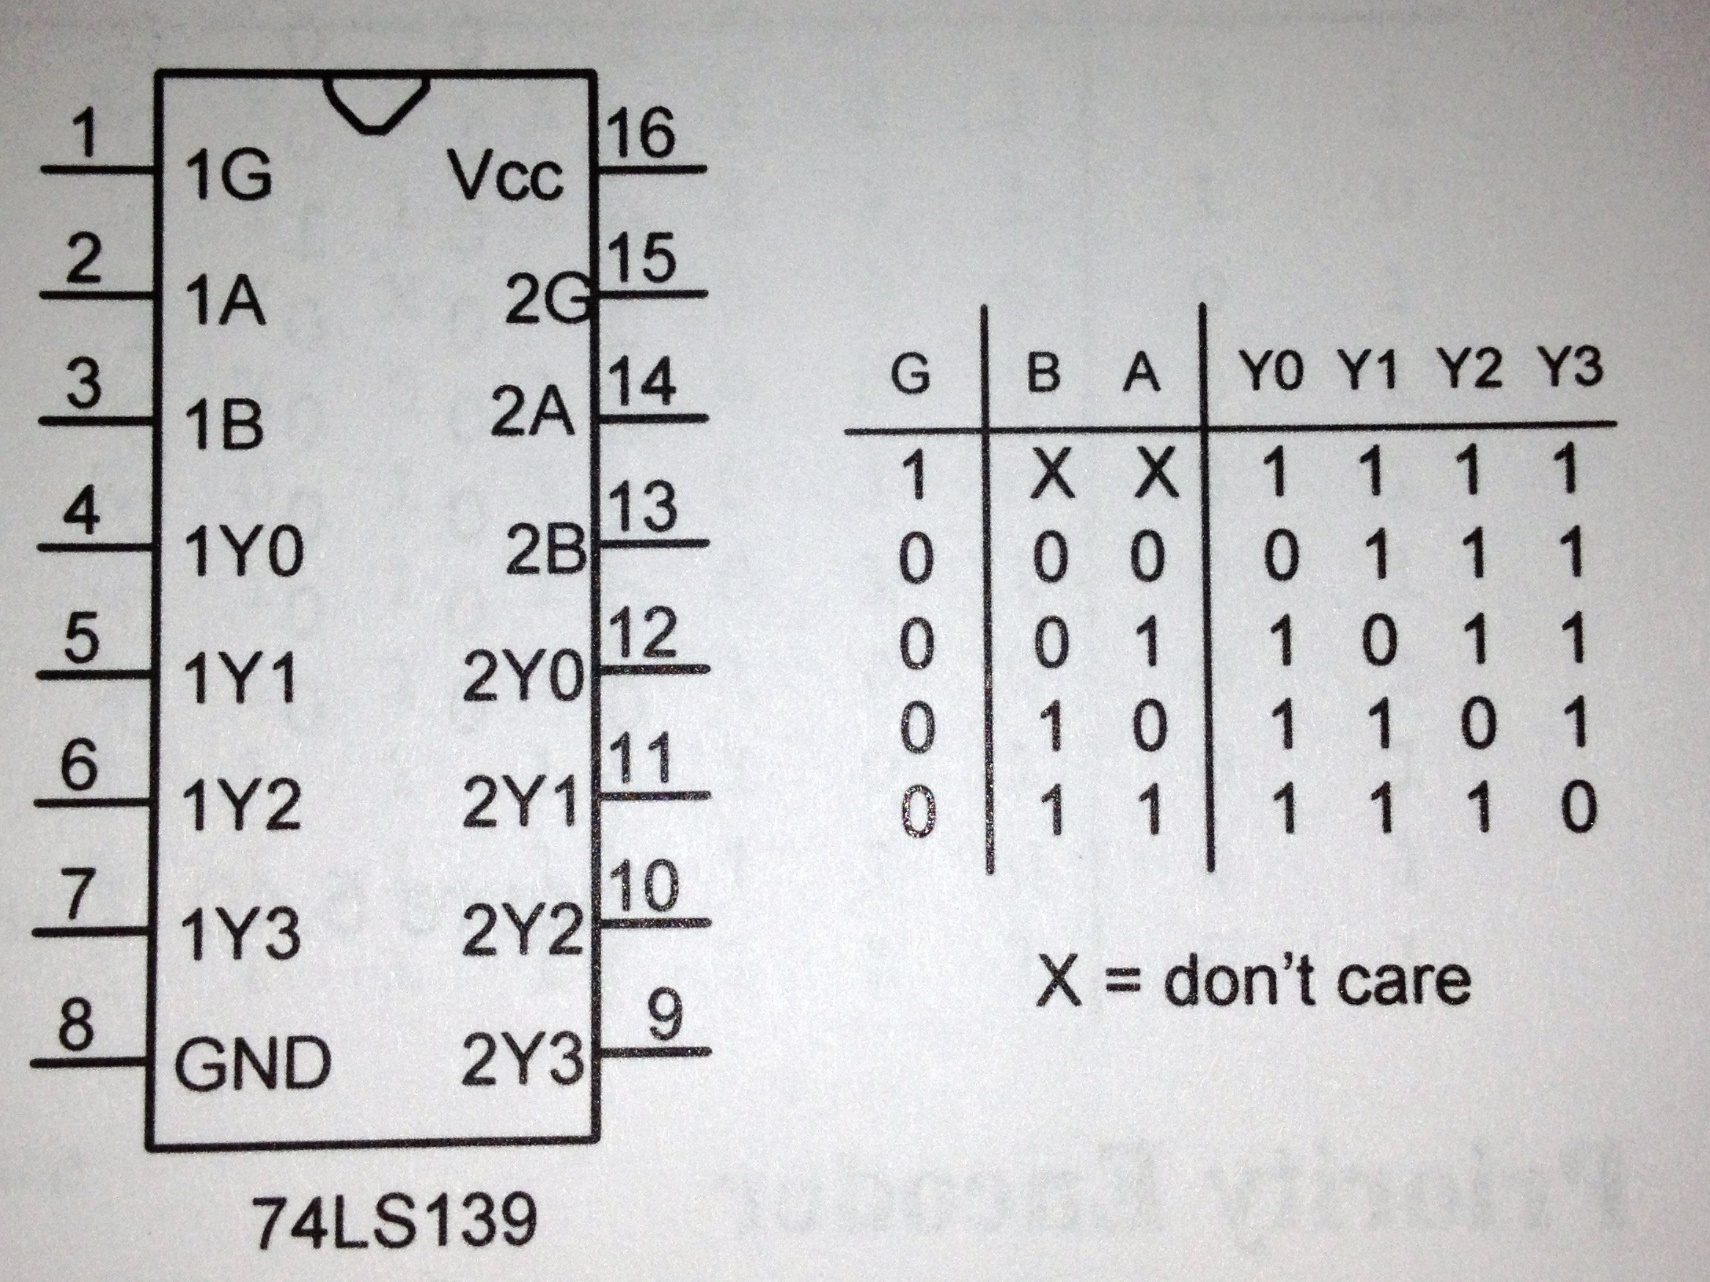 1 1G Vcc 16
2 1A 2G 15
3 1B 2A 14
4 1Y0 2B 13
5 1Y1 2Y0 12
6 1Y2 2Y1 11
7 1Y3 2Y2 10
8 GND 2Y3 9
74LS139
G B A Y0 Y1 Y2 Y3
1 X X 1 1 1 1
0 0 0 0 1 1 1
0 0 1 1 0 1 1
0 1 0 1 1 0 1
0 1 1 1 1 1 0
X = don't care
Priority Encoder